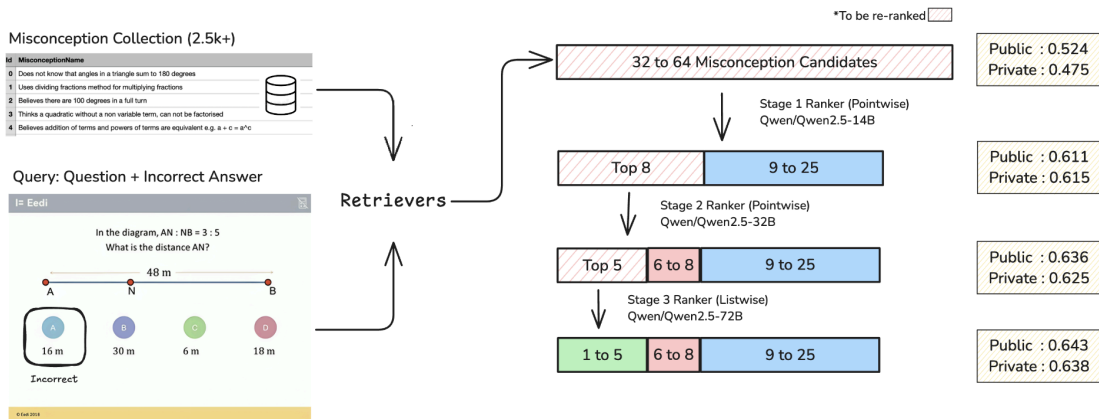 *To be re-ranked
Misconception Collection (2.5k+)
Id MisconceptionName
0 Does not know that angles in a triangle sum to 180 degrees
1 Uses dividing fractions method for multiplying fractions
2 Believes there are 100 degrees in a full turn
3 Thinks a quadratic without a non variable term, can not be factorised
4 Believes addition of terms and powers of terms are equivalent e.g. a + c = a^c
Query: Question + Incorrect Answer
I= Eedi
In the diagram, AN : NB = 3 : 5
What is the distance AN?
48 m
A N B
A B C D
16 m 30 m 6 m 18 m
Incorrect
© Eedi 2018
Retrievers
32 to 64 Misconception Candidates
Public : 0.524
Private : 0.475
Stage 1 Ranker (Pointwise)
Qwen/Qwen2.5-14B
Top 8 9 to 25
Public : 0.611
Private : 0.615
Stage 2 Ranker (Pointwise)
Qwen/Qwen2.5-32B
Top 5 6 to 8 9 to 25
Public : 0.636
Private : 0.625
Stage 3 Ranker (Listwise)
Qwen/Qwen2.5-72B
1 to 5 6 to 8 9 to 25
Public : 0.643
Private : 0.638